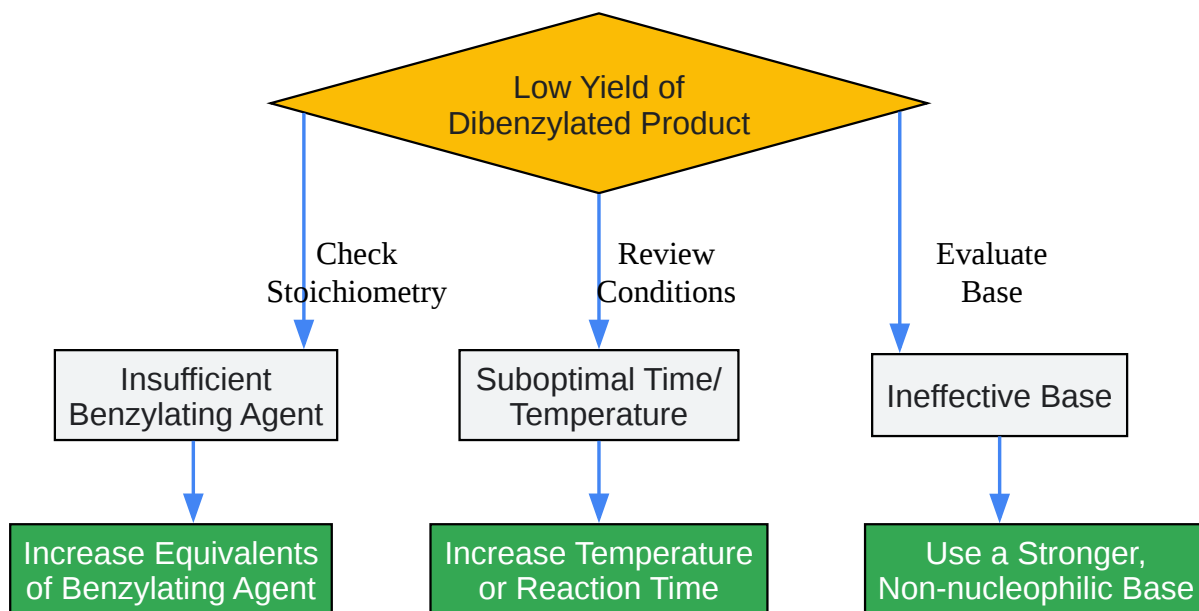 Low Yield of
Dibenzylated Product
Check
Stoichiometry
Review
Conditions
Evaluate
Base
Insufficient
Benzylating Agent
Suboptimal Time/
Temperature
Ineffective Base
Increase Equivalents
of Benzylating Agent
Increase Temperature
or Reaction Time
Use a Stronger,
Non-nucleophilic Base